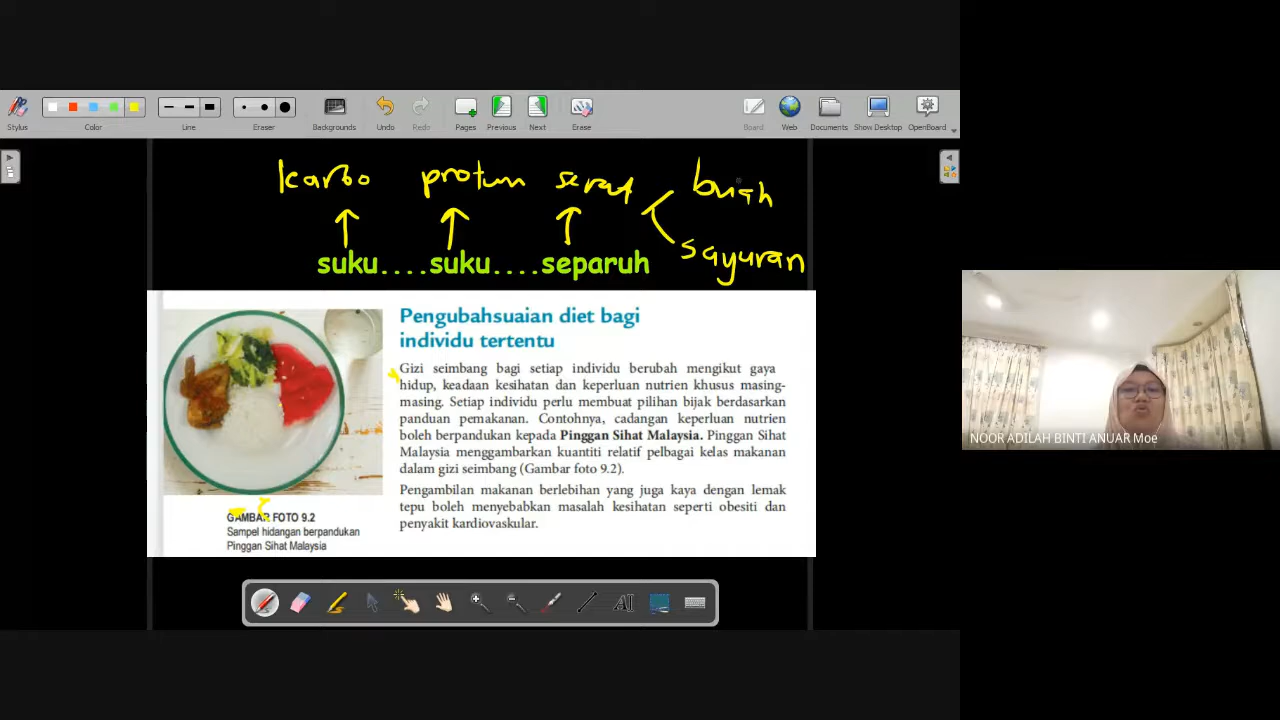 Stylus
Color
Line
Eraser
Backgrounds
Undo
Redo
Pages
Previous
Next
Erase
Board
Web
Documents
Show Desktop
OpenBoard
karbo protein serat buah
sayuran
suku....suku....separuh
Pengubahsuaian diet bagi
individu tertentu
Gizi seimbang bagi setiap individu berubah mengikut gaya
hidup, keadaan kesihatan dan keperluan nutrien khusus masing-
masing. Setiap individu perlu membuat pilihan bijak berdasarkan
panduan pemakanan. Contohnya, cadangan keperluan nutrien
boleh berpandukan kepada Pinggan Sihat Malaysia. Pinggan Sihat
Malaysia menggambarkan kuantiti relatif pelbagai kelas makanan
dalam gizi seimbang (Gambar foto 9.2).
Pengambilan makanan berlebihan yang juga kaya dengan lemak
tepu boleh menyebabkan masalah kesihatan seperti obesiti dan
penyakit kardiovaskular.
GAMBAR FOTO 9.2
Sampel hidangan berpandukan
Pinggan Sihat Malaysia
AI
NOOR ADILAH BINTI ANUAR Moe